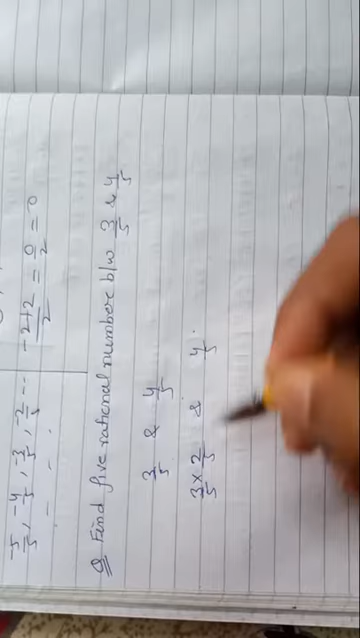 -5/5, -4/5, -3/5, -2/5 -- -2+2/2 = 0/2 = 0
Q Find five rational number b/w 3/5 & 4/5
3/5 & 4/5
3/5 × 2/5 & 4/5